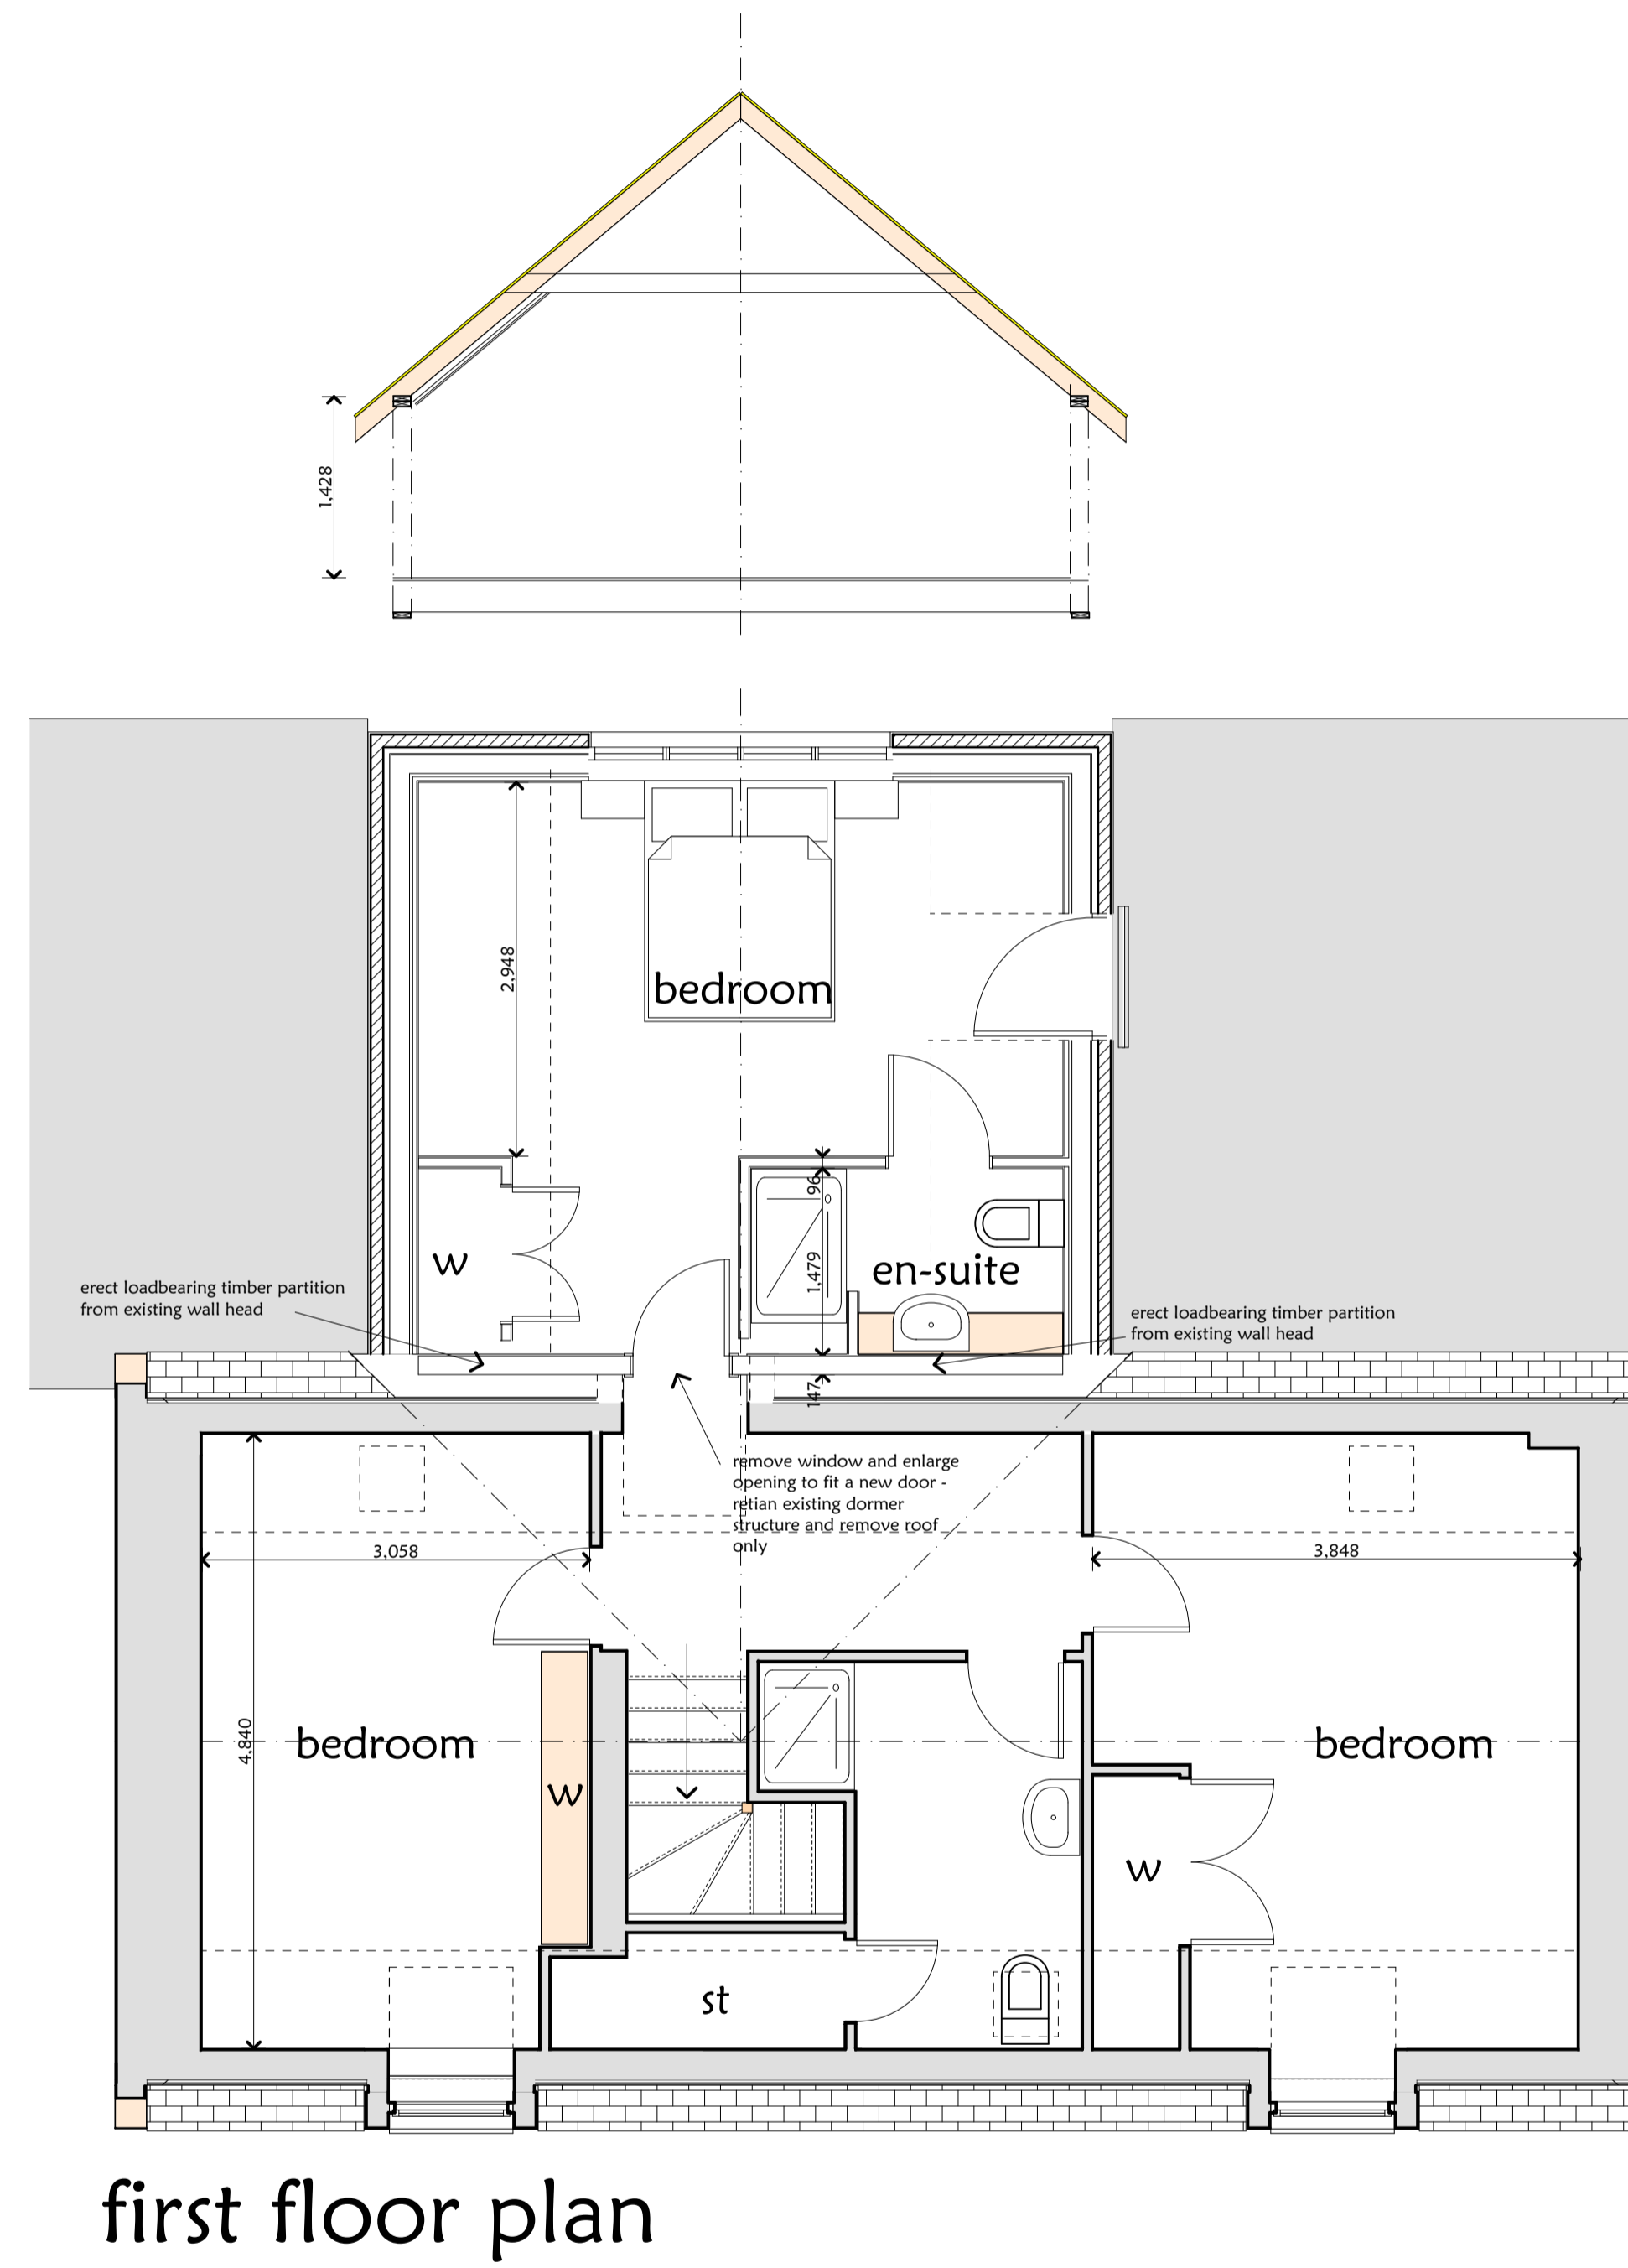 1,428
2,948
bedroom
96
1,479
en-suite
w
erect loadbearing timber partition
from existing wall head
erect loadbearing timber partition
from existing wall head
147
remove window and enlarge
opening to fit a new door -
retian existing dormer
structure and remove roof
only
3,058
3,848
4,840
bedroom
w
bedroom
w
st
first floor plan